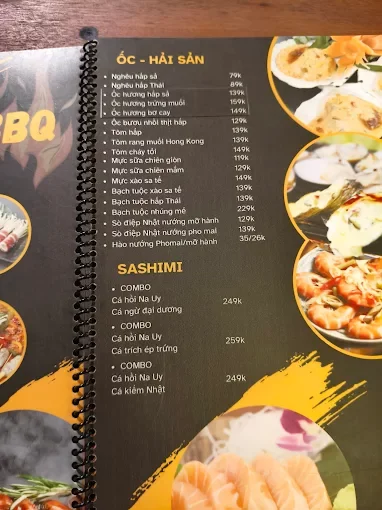 BBQ
ỐC - HẢI SẢN
Nghêu hấp sả 79k
Nghêu hấp Thái 89k
Ốc hương hấp sả 139k
Ốc hương trứng muối 159k
Ốc hương bơ cay 149k
Ốc bươu nhồi thịt hấp 129k
Tôm hấp 139k
Tôm rang muối Hong Kong 139k
Tôm cháy tỏi 149k
Mực sữa chiên giòn 119k
Mực sữa chiên mắm 129k
Mực xào sa tế 149k
Bạch tuộc xào sa tế 139k
Bạch tuộc hấp Thái 139k
Bạch tuộc nhúng mẻ 229k
Sò điệp Nhật nướng mỡ hành 129k
Sò điệp Nhật nướng pho mai 139k
Hào nướng Phomai/mỡ hành 35/26k
SASHIMI
COMBO
Cá hồi Na Uy
Cá ngừ đại dương 249k
COMBO
Cá hồi Na Uy
Cá trích ép trứng 259k
COMBO
Cá hồi Na Uy
Cá kiếm Nhật 249k